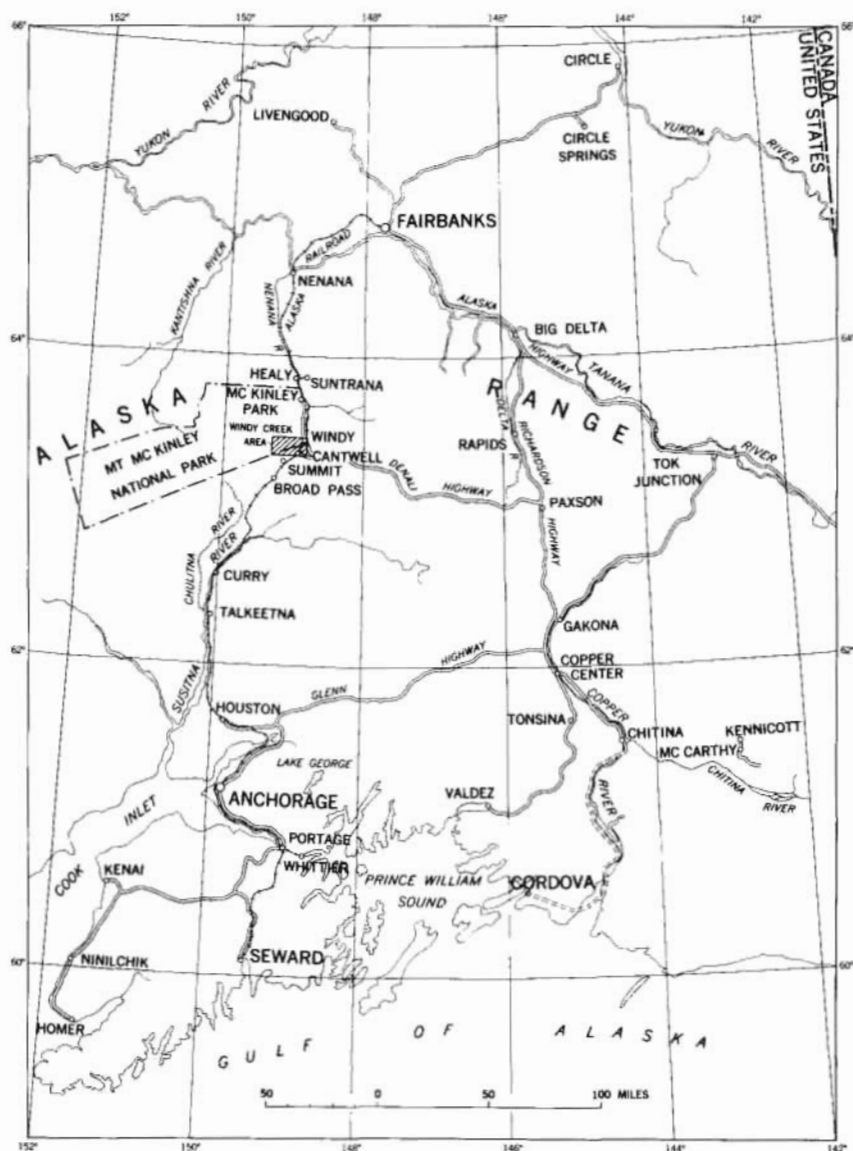 152°
150°
148°
146°
144°
142°
66°
66°
CANADA
UNITED STATES
CIRCLE
YUKON
RIVER
LIVENGOOD
CIRCLE
SPRINGS
YUKON
RIVER
FAIRBANKS
RAILROAD
NENANA
KANTISHNA RIVER
NENANA
R
ALASKA
ALASKA
HIGHWAY
BIG DELTA
TANANA
RIVER
64°
64°
HEALY
SUNTRANA
MC KINLEY
PARK
WINDY CREEK
AREA
WINDY
CANTWELL
SUMMIT
BROAD PASS
ALASKA
RANGE
MT MC KINLEY
NATIONAL PARK
DELTA
R
RAPIDS
RICHARDSON
HIGHWAY
DENALI
HIGHWAY
PAXSON
TOK
JUNCTION
CHULITNA
RIVER
RIVER
CURRY
TALKEETNA
SUSITNA
GAKONA
62°
62°
COPPER
CENTER
COPPER
RIVER
HOUSTON
GLENN
HIGHWAY
TONSINA
CHITINA
KENNICOTT
MC CARTHY
CHITINA
RIVER
LAKE GEORGE
ANCHORAGE
VALDEZ
COOK
INLET
PORTAGE
WHITTIER
KENAI
PRINCE WILLIAM
SOUND
CORDOVA
NINILCHIK
SEWARD
60°
60°
HOMER
GULF OF ALASKA
50
0
50
100 MILES
152°
150°
148°
146°
144°
142°